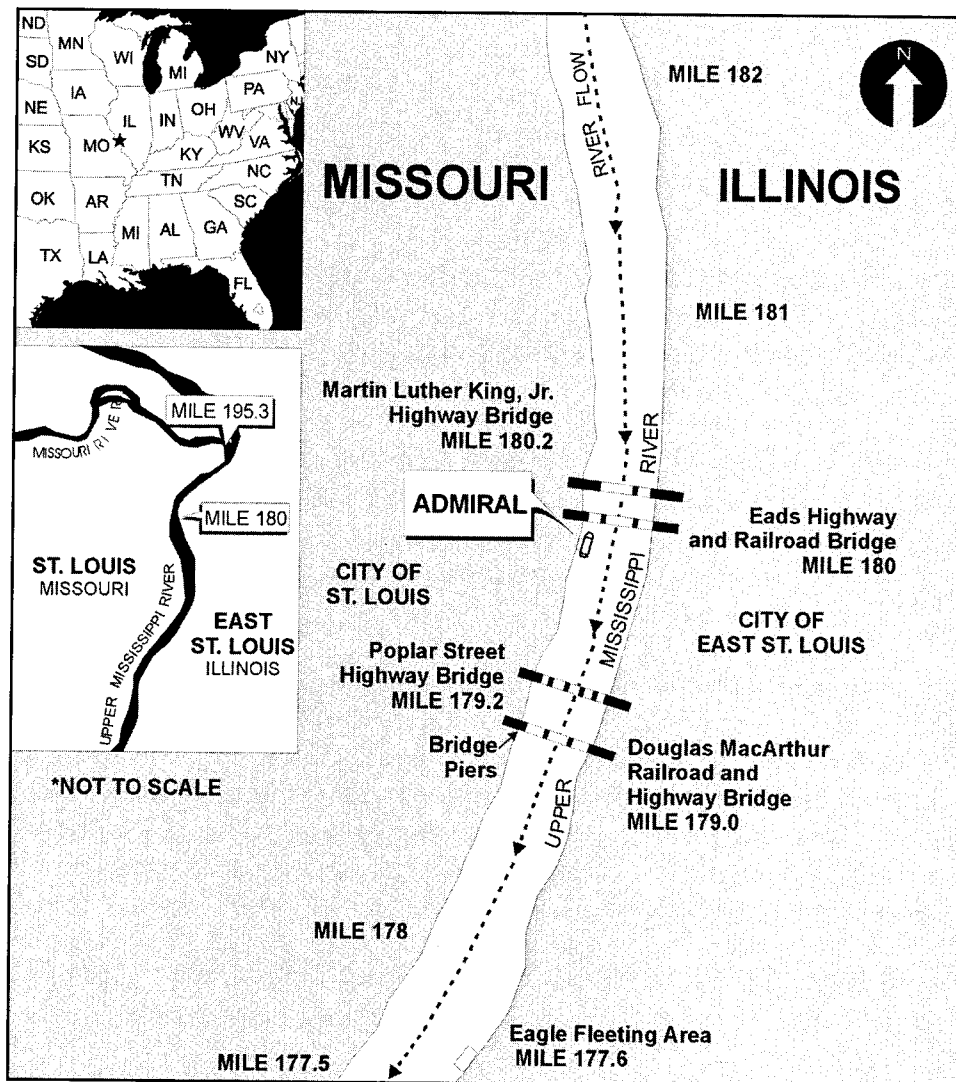 ND
MN
SD
WI
MI
NY
IA
PA
NE
IL
IN
OH
NJ
KS
MO
WV
VA
KY
NC
TN
OK
AR
SC
MI
AL
GA
TX
LA
FL
N
RIVER FLOW
MILE 182
MISSOURI
ILLINOIS
MILE 181
Martin Luther King, Jr.
Highway Bridge
MILE 180.2
RIVER
ADMIRAL
Eads Highway
and Railroad Bridge
MILE 180
CITY OF
ST. LOUIS
MISSISSIPPI
CITY OF
EAST ST. LOUIS
Poplar Street
Highway Bridge
MILE 179.2
Bridge
Piers
Douglas MacArthur
Railroad and
Highway Bridge
MILE 179.0
UPPER
MILE 178
Eagle Fleeting Area
MILE 177.6
MILE 177.5
MISSOURI RIVER
MILE 195.3
MILE 180
ST. LOUIS
MISSOURI
UPPER MISSISSIPPI RIVER
EAST
ST. LOUIS
ILLINOIS
*NOT TO SCALE